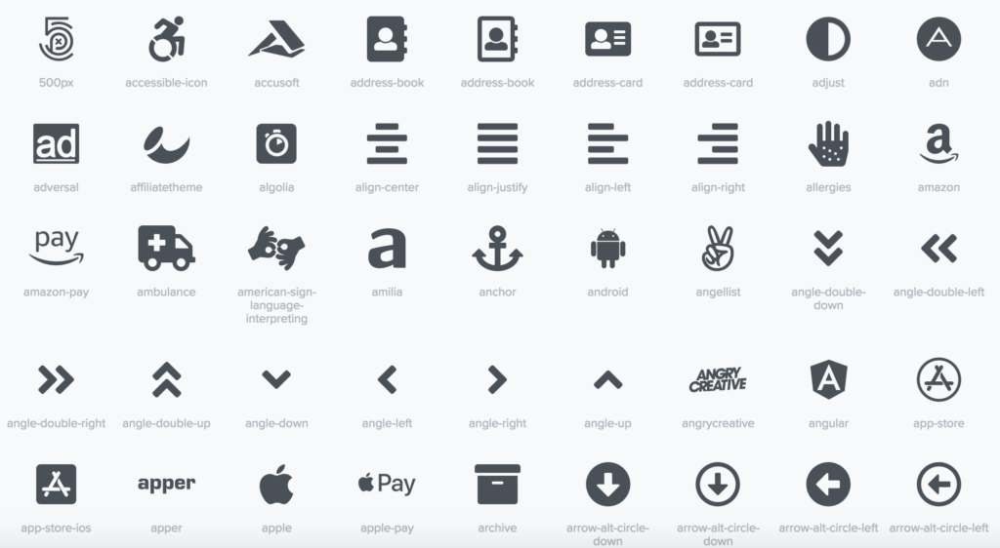 500px accessible-icon accusoft address-book address-book address-card address-card adjust adn
ad
adversal affiliatetheme algolia align-center align-justify align-left align-right allergies amazon
a
pay
a
amazon-pay ambulance american-sign-language-interpreting amilia anchor android angellist angle-double-down angle-double-left
ANGRY CREATIVE
A
angle-double-right angle-double-up angle-down angle-left angle-right angle-up angrycreative angular app-store
apper
Pay
app-store-ios apper apple apple-pay archive arrow-alt-circle-down arrow-alt-circle-down arrow-alt-circle-left arrow-alt-circle-left